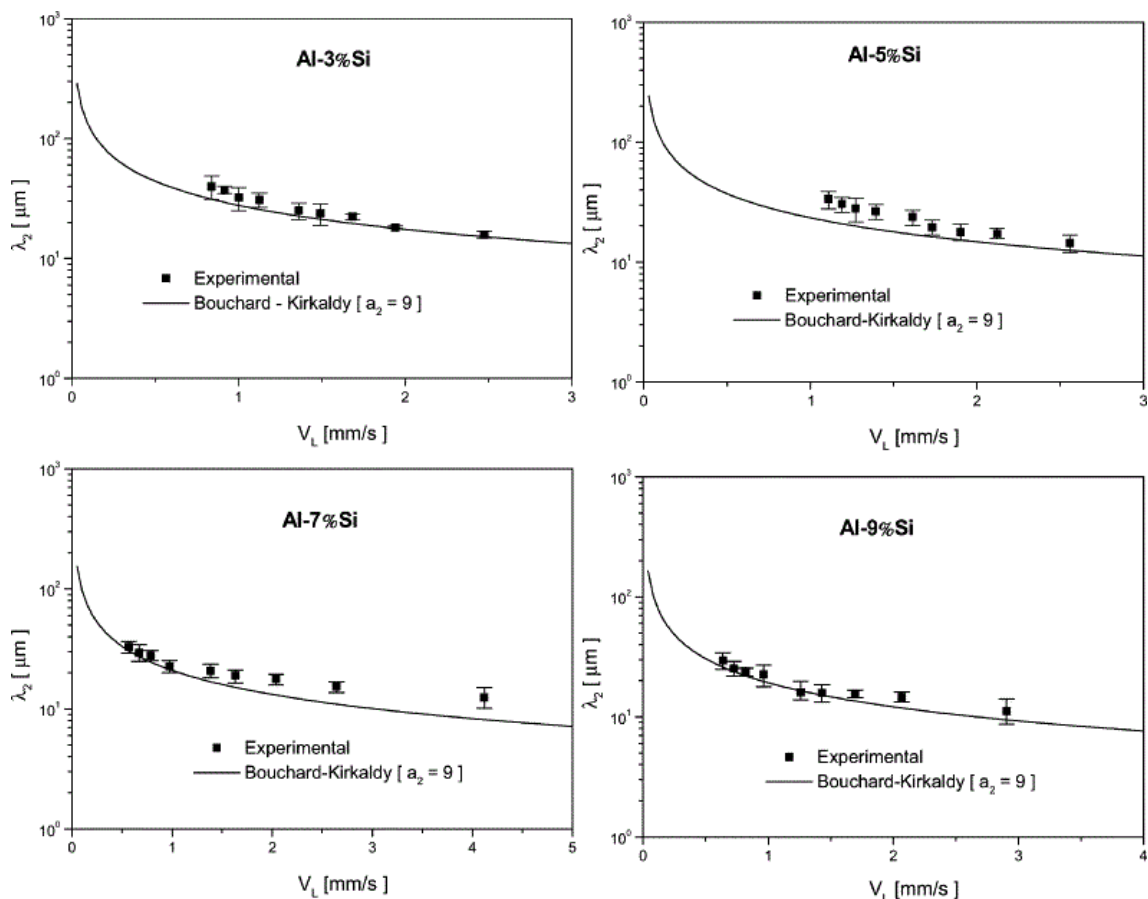 Al-3%Si
10³
10²
10¹
10⁰
λ₂ [ μm ]
Experimental
Bouchard - Kirkaldy [ a₂ = 9 ]
0 1 2 3
V_L [mm/s ]
Al-5%Si
10³
10²
10¹
10⁰
λ₂ [ μm ]
Experimental
Bouchard-Kirkaldy [ a₂ = 9 ]
0 1 2 3
V_L [mm/s ]
Al-7%Si
10³
10²
10¹
10⁰
λ₂ [ μm ]
Experimental
Bouchard-Kirkaldy [ a₂ = 9 ]
0 1 2 3 4 5
V_L [mm/s ]
Al-9%Si
10³
10²
10¹
10⁰
λ₂ [ μm ]
Experimental
Bouchard-Kirkaldy [ a₂ = 9 ]
0 1 2 3 4
V_L [mm/s ]